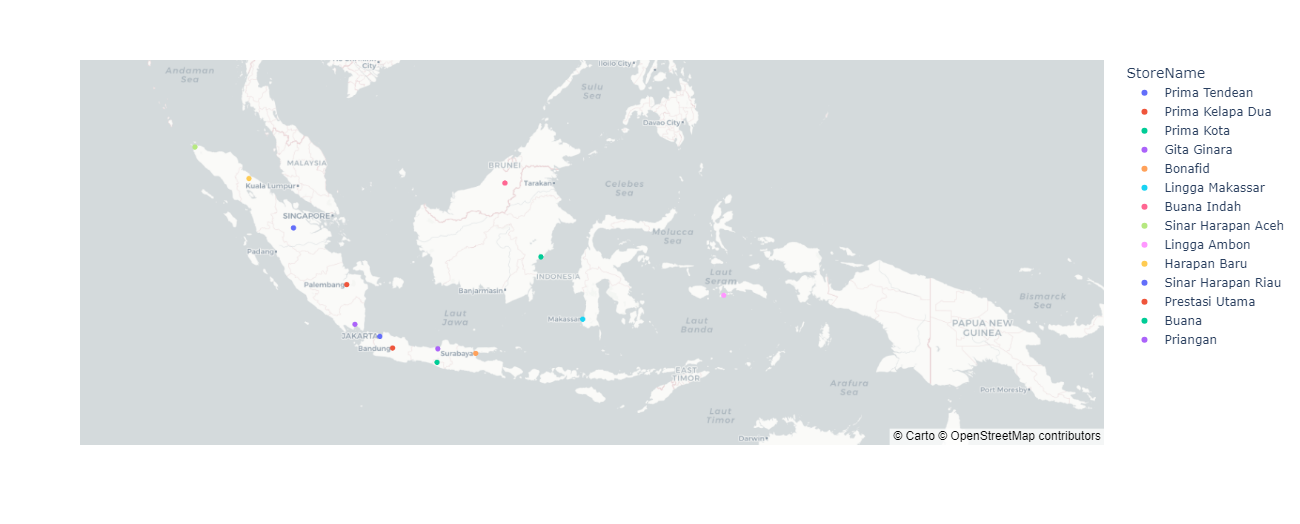 City
Iloilo City
Andaman
Sea
Sulu
Sea
Davao City
MALAYSIA
BRUNEI
Kuala Lumpur
Tarakan
Celebes
Sea
SINGAPORE
Molucca
Sea
Padang
Laut
Seram
INDONESIA
Palembang
Banjarmasin
Bismarck
Sea
Laut
Jawa
Makassar
Laut
Banda
PAPUA NEW
GUINEA
JAKARTA
Bandung
Surabaya
EAST
TIMOR
Arafura
Sea
Port Moresby
Laut
Timor
Darwin
© Carto © OpenStreetMap contributors
StoreName
Prima Tendean
Prima Kelapa Dua
Prima Kota
Gita Ginara
Bonafid
Lingga Makassar
Buana Indah
Sinar Harapan Aceh
Lingga Ambon
Harapan Baru
Sinar Harapan Riau
Prestasi Utama
Buana
Priangan